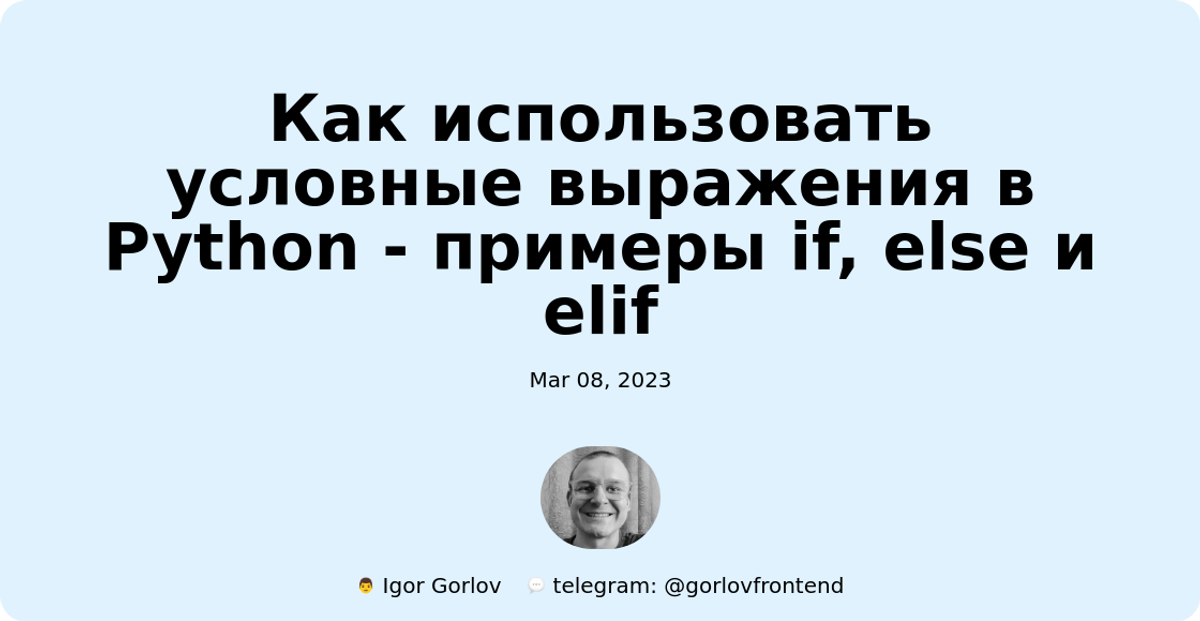 Как использовать
условные выражения в
Python - примеры if, else и
elif
Mar 08, 2023
Igor Gorlov telegram: @gorlovfrontend